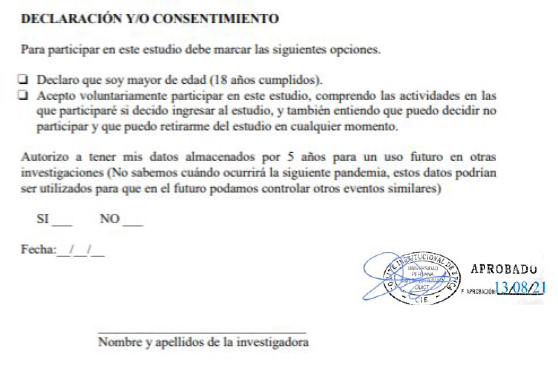 DECLARACIÓN Y/O CONSENTIMIENTO
Para participar en este estudio debe marcar las siguientes opciones.
❑ Declaro que soy mayor de edad (18 años cumplidos).
❑ Acepto voluntariamente participar en este estudio, comprendo las actividades en las
que participaré si decido ingresar al estudio, y también entiendo que puedo decidir no
participar y que puedo retirarme del estudio en cualquier momento.
Autorizo a tener mis datos almacenados por 5 años para un uso futuro en otras
investigaciones (No sabemos cuándo ocurrirá la siguiente pandemia, estos datos podrían
ser utilizados para que en el futuro podamos controlar otros eventos similares)
SI ___ NO ___
Fecha:__/__/__
INSTITUCIONAL DE
UNIVERSIDAD
PERUANA
CIE
APROBADO
13/08/21
Nombre y apellidos de la investigadora